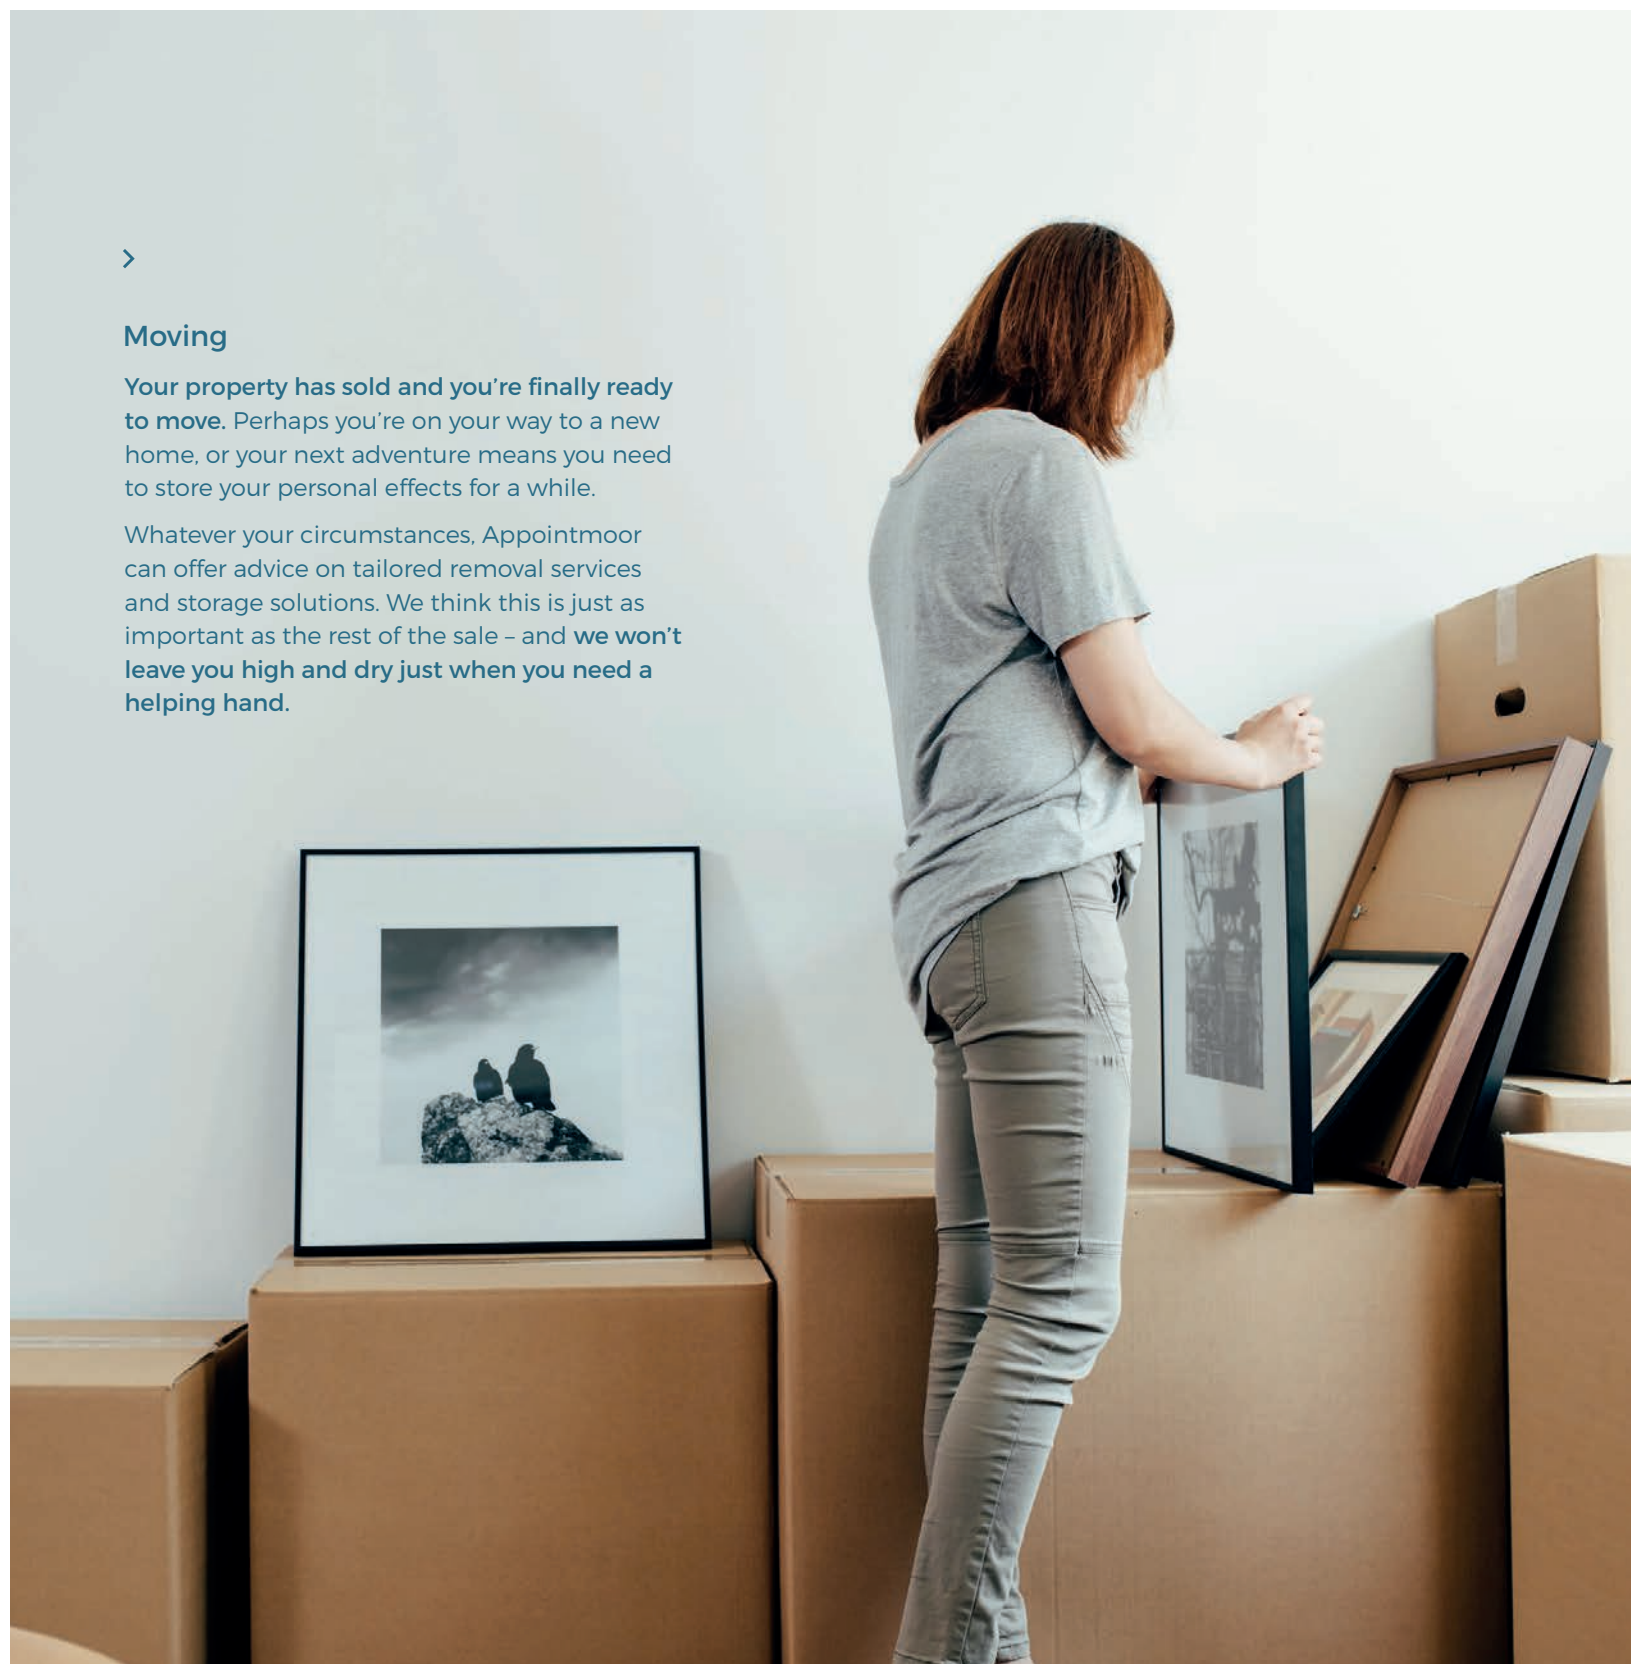 Moving
Your property has sold and you’re finally ready
to move. Perhaps you’re on your way to a new
home, or your next adventure means you need
to store your personal effects for a while.
Whatever your circumstances, Appointmoor
can offer advice on tailored removal services
and storage solutions. We think this is just as
important as the rest of the sale – and we won’t
leave you high and dry just when you need a
helping hand.